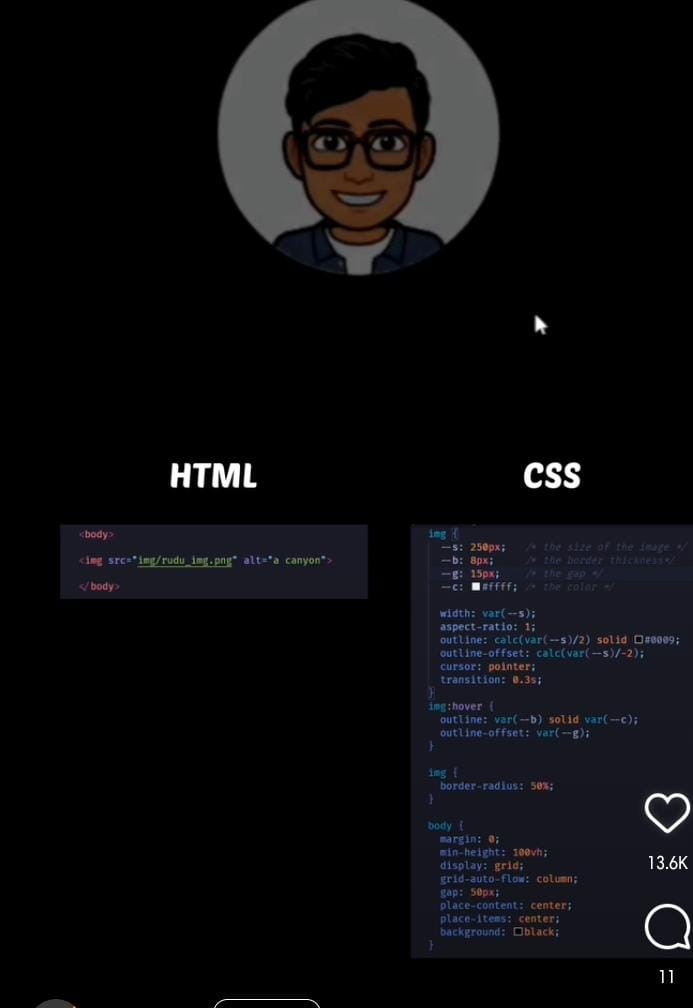 HTML
<body>
<img src="img/rudu_img.png" alt="a canyon">
</body>
CSS
img {
--s: 250px; /* the size of the image */
--b: 8px; /* the border thickness*/
--g: 15px; /* the gap */
--c: #ffff; /* the color */
width: var(--s);
aspect-ratio: 1;
outline: calc(var(--s)/2) solid #0009;
outline-offset: calc(var(--s)/-2);
cursor: pointer;
transition: 0.3s;
}
img:hover {
outline: var(--b) solid var(--c);
outline-offset: var(--g);
}
img {
border-radius: 50%;
}
body {
margin: 0;
min-height: 100vh;
display: grid;
grid-auto-flow: column;
gap: 50px;
place-content: center;
place-items: center;
background: black;
}
13.6K
11